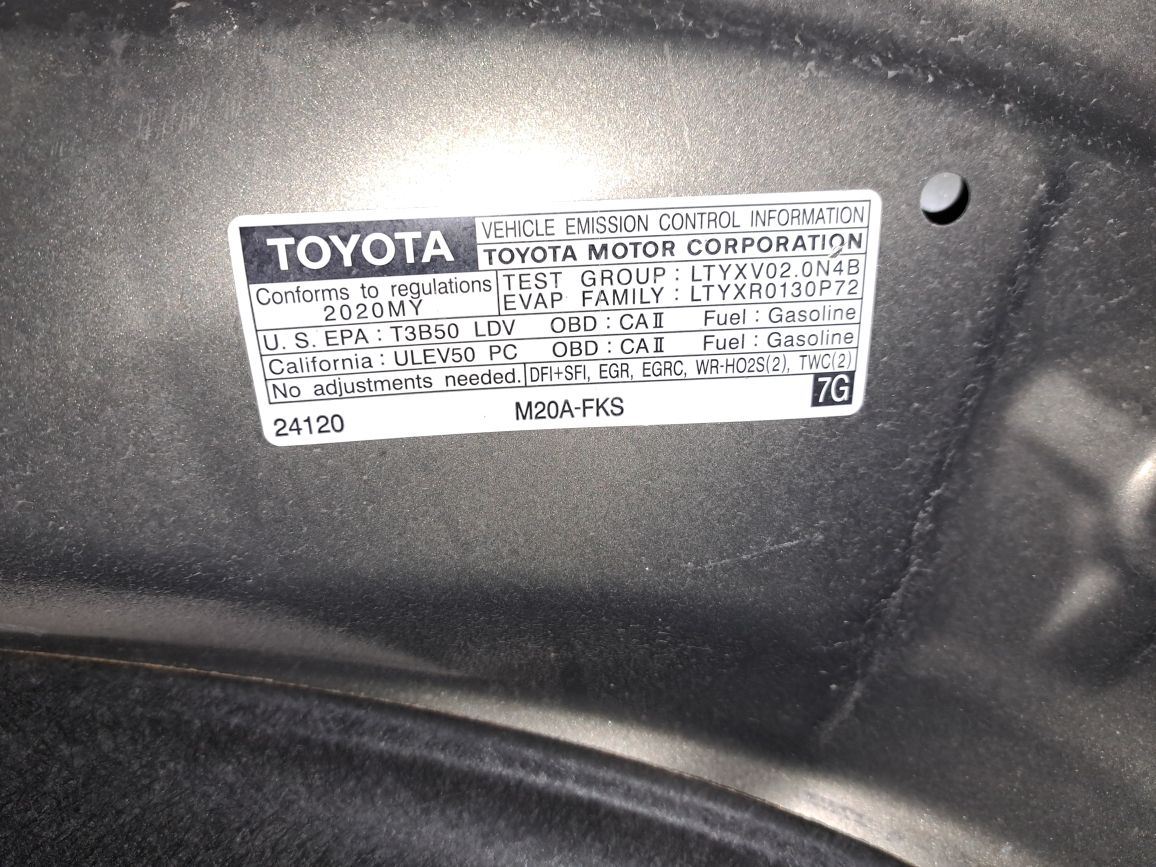 TOYOTA
VEHICLE EMISSION CONTROL INFORMATION
TOYOTA MOTOR CORPORATION
Conforms to regulations
2020MY
TEST GROUP : LTYXV02.0N4B
EVAP FAMILY : LTYXR0130P72
U. S. EPA : T3B50 LDV OBD : CAⅡ Fuel : Gasoline
California : ULEV50 PC OBD : CAⅡ Fuel : Gasoline
No adjustments needed. DFI+SFI, EGR, EGRC, WR-HO2S(2), TWC(2)
24120 M20A-FKS 7G